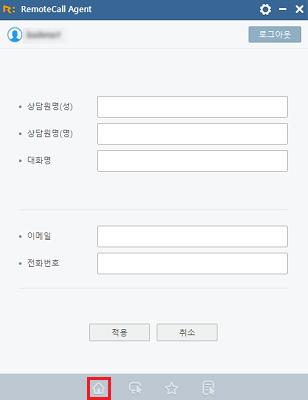 RemoteCall Agent
로그아웃
상담원명(성)
상담원명(명)
대화명
이메일
전화번호
적용 취소